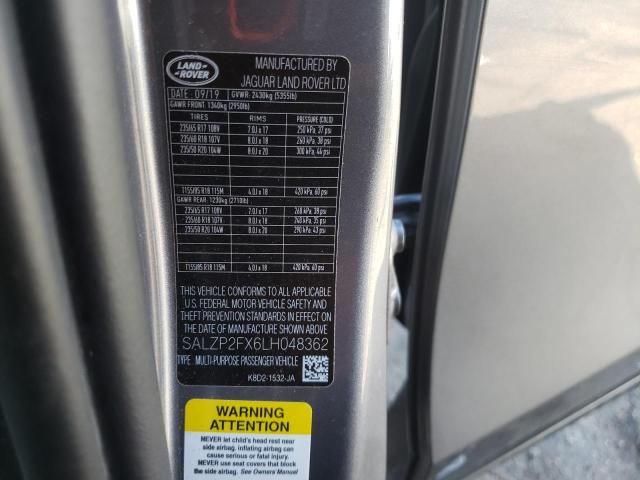 LAND-
ROVER
MANUFACTURED BY
JAGUAR LAND ROVER LTD
DATE: 09/19 GVWR: 2430kg (5355lb)
GAWR FRONT: 1340kg (2950lb)
TIRES RIMS PRESSURE (COLD)
235/65 R17 108V 7.0J x 17 250 kPa, 37 psi
235/60 R18 107V 8.0J x 18 260 kPa, 38 psi
235/50 R20 104W 8.0J x 20 300 kPa, 44 psi
T155/85 R18 115M 4.0J x 18 420 kPa, 60 psi
GAWR REAR: 1230kg (2710lb)
235/65 R17 108V 7.0J x 17 268 kPa, 39 psi
235/60 R18 107V 8.0J x 18 240 kPa, 35 psi
235/50 R20 104W 8.0J x 20 290 kPa, 43 psi
T155/85 R18 115M 4.0J x 18 420 kPa, 60 psi
THIS VEHICLE CONFORMS TO ALL APPLICABLE
U.S. FEDERAL MOTOR VEHICLE SAFETY AND
THEFT PREVENTION STANDARDS IN EFFECT ON
THE DATE OF MANUFACTURE SHOWN ABOVE
SALZP2FX6LH048362
TYPE: MULTI-PURPOSE PASSENGER VEHICLE
K8D2-1532-JA
WARNING
AIRBAG ATTENTION
NEVER let child's head rest near
side airbag. Inflating airbag can
cause serious or fatal injury.
NEVER use seat covers that block
the side airbag. See Owners Manual